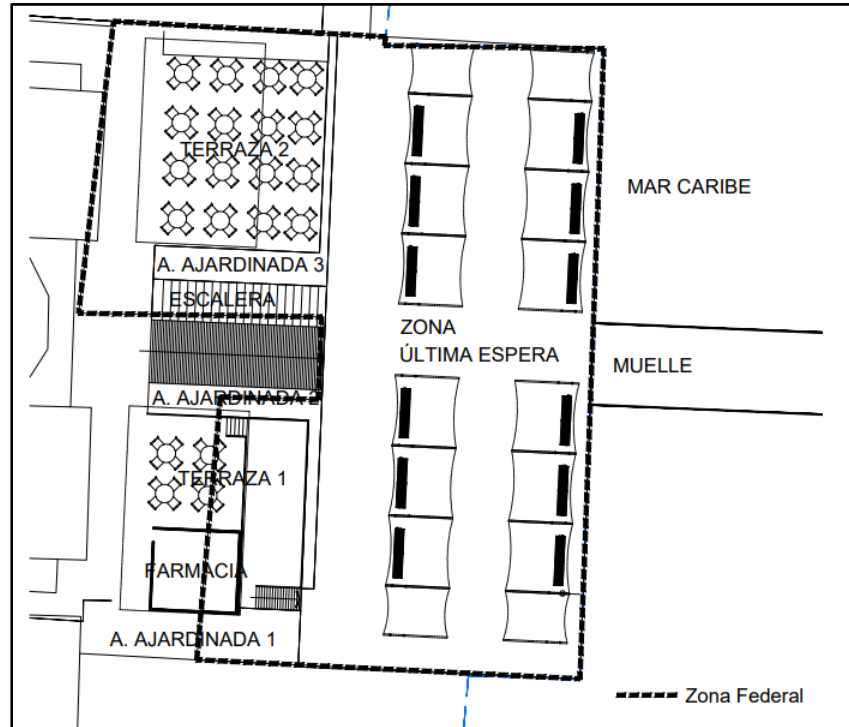 TERRAZA 2
MAR CARIBE
A. AJARDINADA 3
ESCALERA
ZONA
ÚLTIMA ESPERA
MUELLE
A. AJARDINADA 2
TERRAZA 1
FARMACIA
A. AJARDINADA 1
Zona Federal